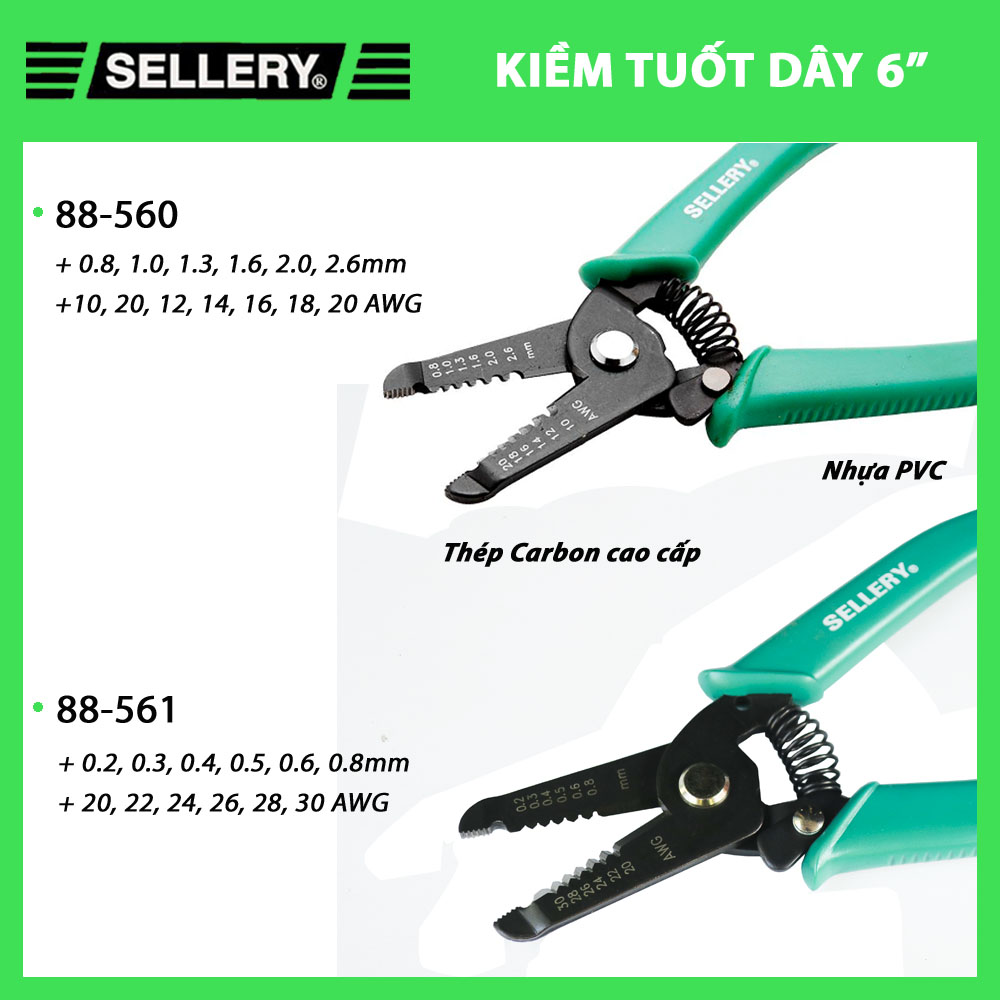 SELLERY®
KIỀM TUỐT DÂY 6”
• 88-560
+ 0.8, 1.0, 1.3, 1.6, 2.0, 2.6mm
+10, 20, 12, 14, 16, 18, 20 AWG
SELLERY®
0.8 1.0 1.3 1.6 2.0 2.6 mm
20 18 16 14 12 10 AWG
Nhựa PVC
Thép Carbon cao cấp
SELLERY®
• 88-561
+ 0.2, 0.3, 0.4, 0.5, 0.6, 0.8mm
+ 20, 22, 24, 26, 28, 30 AWG
0.2 0.3 0.4 0.5 0.6 0.8 mm
30 28 26 24 22 20 AWG